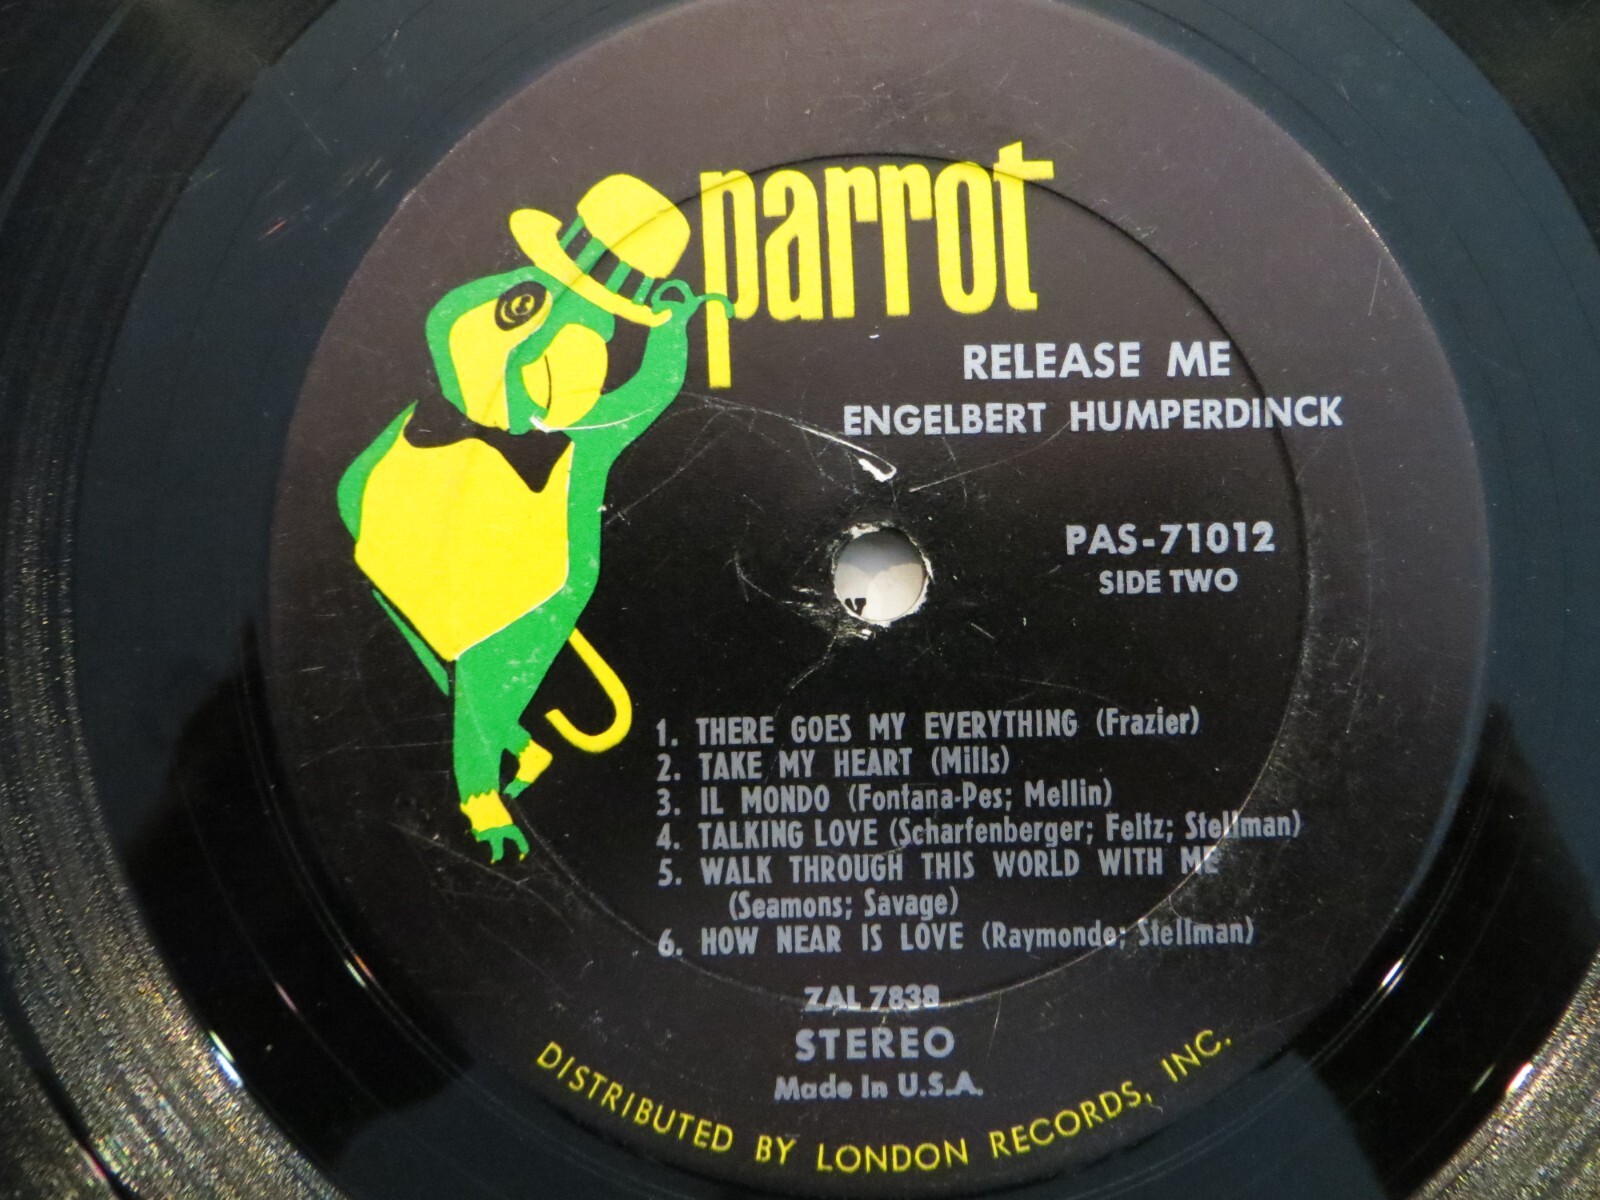 parrot
RELEASE ME
ENGELBERT HUMPERDINCK
PAS-71012
SIDE TWO
1. THERE GOES MY EVERYTHING (Frazier)
2. TAKE MY HEART (Mills)
3. IL MONDO (Fontana-Pes; Mellin)
4. TALKING LOVE (Scharfenberger; Feltz; Stellman)
5. WALK THROUGH THIS WORLD WITH ME
(Seamons; Savage)
6. HOW NEAR IS LOVE (Raymonde; Stellman)
ZAL 7838
STEREO
Made In U.S.A.
DISTRIBUTED BY LONDON RECORDS, INC.